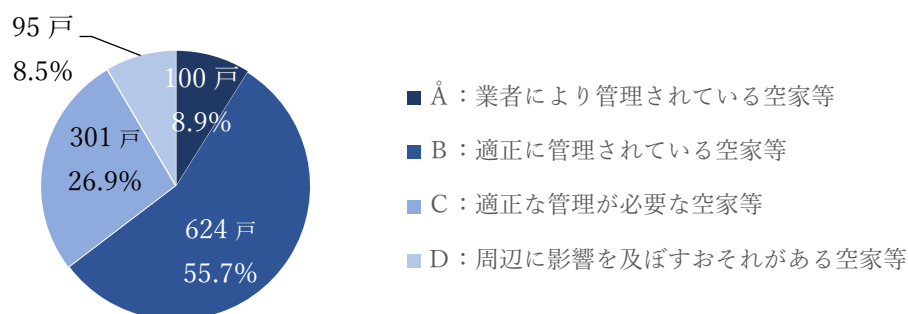 95 戸
8.5%
100 戸
8.9%
301 戸
26.9%
624 戸
55.7%
Å：業者により管理されている空家等
B：適正に管理されている空家等
C：適正な管理が必要な空家等
D：周辺に影響を及ぼすおそれがある空家等